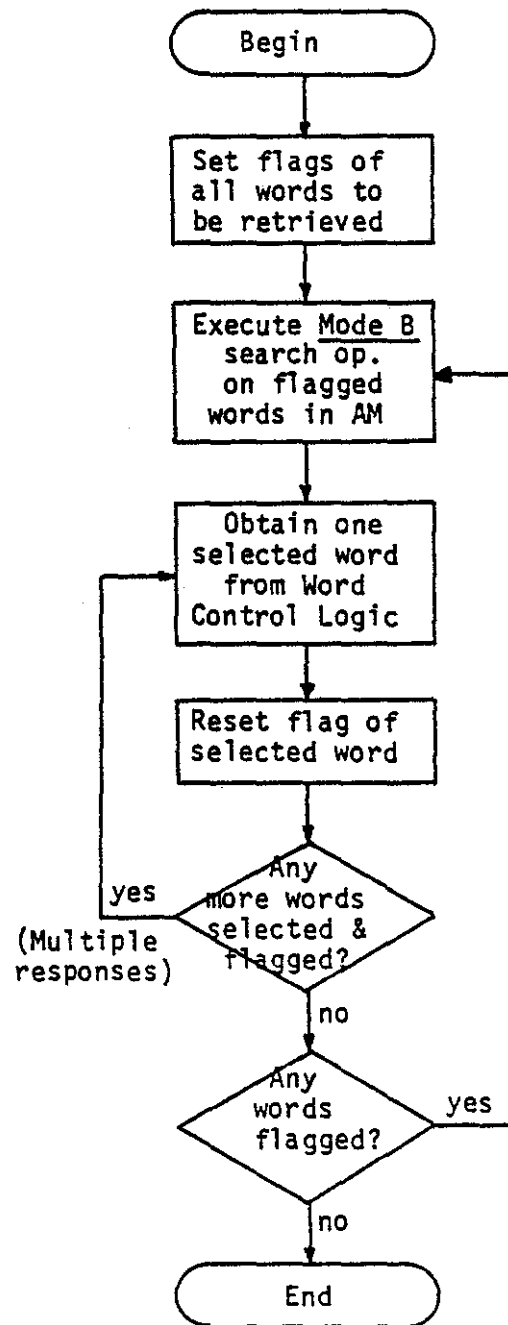 Begin
Set flags of
all words to
be retrieved
Execute Mode B
search op.
on flagged
words in AM
Obtain one
selected word
from Word
Control Logic
Reset flag of
selected word
Any
more words
selected &
flagged?
yes
(Multiple
responses)
no
Any
words
flagged?
yes
no
End